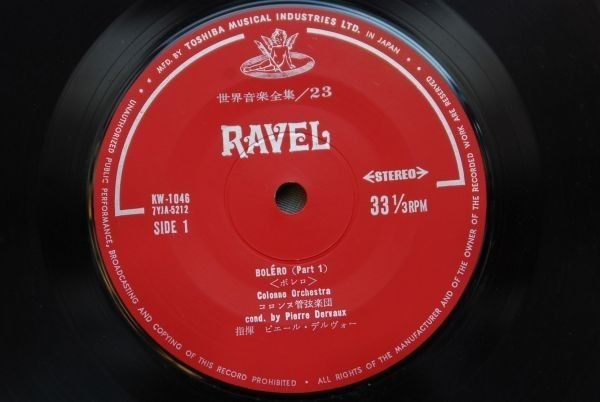 MFD. BY TOSHIBA MUSICAL INDUSTRIES LTD. IN JAPAN
世界音楽全集/23
RAVEL
KW-1046
7YJA-5212
SIDE 1
STEREO
33 1/3 RPM
BOLÉRO (Part 1)
<ボレロ>
Colonne Orchestra
コロンヌ管弦楽団
cond. by Pierre Dervaux
指揮 ピエール・デルヴォー
UNAUTHORIZED PUBLIC PERFORMANCE, BROADCASTING AND COPYING OF THIS RECORD PROHIBITED • ALL RIGHTS OF THE MANUFACTURER AND OF THE OWNER OF THE RECORDED WORK ARE RESERVED.